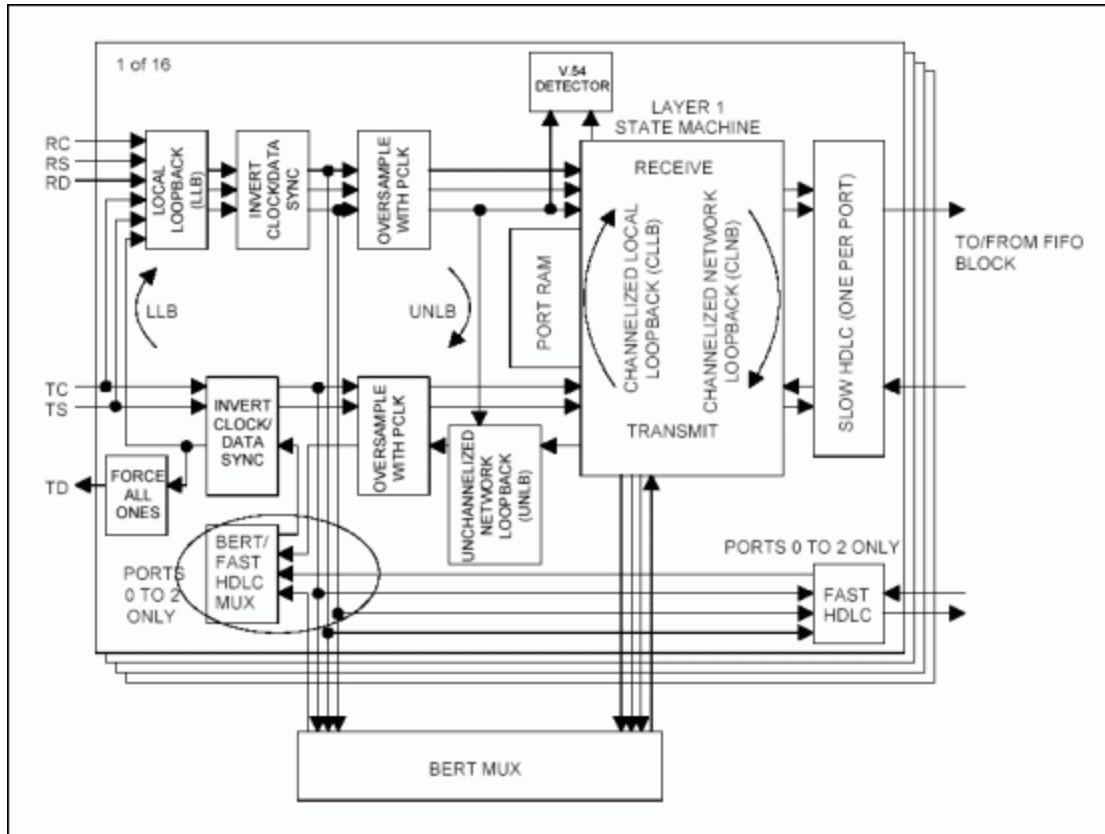 1 of 16
V.54
DETECTOR
LAYER 1
STATE MACHINE
RC
RS
RD
LOCAL
LOOPBACK
(LLB)
INVERT
CLOCK/DATA
SYNC
OVERSAMPLE
WITH PCLK
RECEIVE
PORT RAM
CHANNELIZED LOCAL
LOOPBACK (CLLB)
CHANNELIZED NETWORK
LOOPBACK (CLNB)
SLOW HDLC (ONE PER PORT)
TO/FROM FIFO
BLOCK
LLB
UNLB
TC
TS
TD
INVERT
CLOCK/
DATA
SYNC
OVERSAMPLE
WITH PCLK
UNCHANNELIZED
NETWORK
LOOPBACK
(UNLB)
TRANSMIT
FORCE
ALL
ONES
BERT/
FAST
HDLC
MUX
PORTS
0 TO 2
ONLY
PORTS 0 TO 2 ONLY
FAST
HDLC
BERT MUX